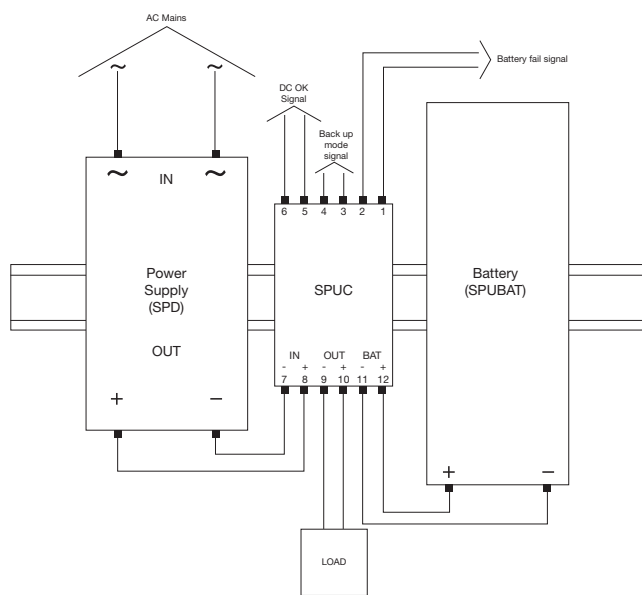 AC Mains
~ ~
DC OK
Signal
Battery fail signal
Back up
mode
signal
~ IN ~
6 5 4 3 2 1
Power
Supply
(SPD)
SPUC
Battery
(SPUBAT)
OUT
IN OUT BAT
- + - + - +
7 8 9 10 11 12
+ −
+ −
LOAD